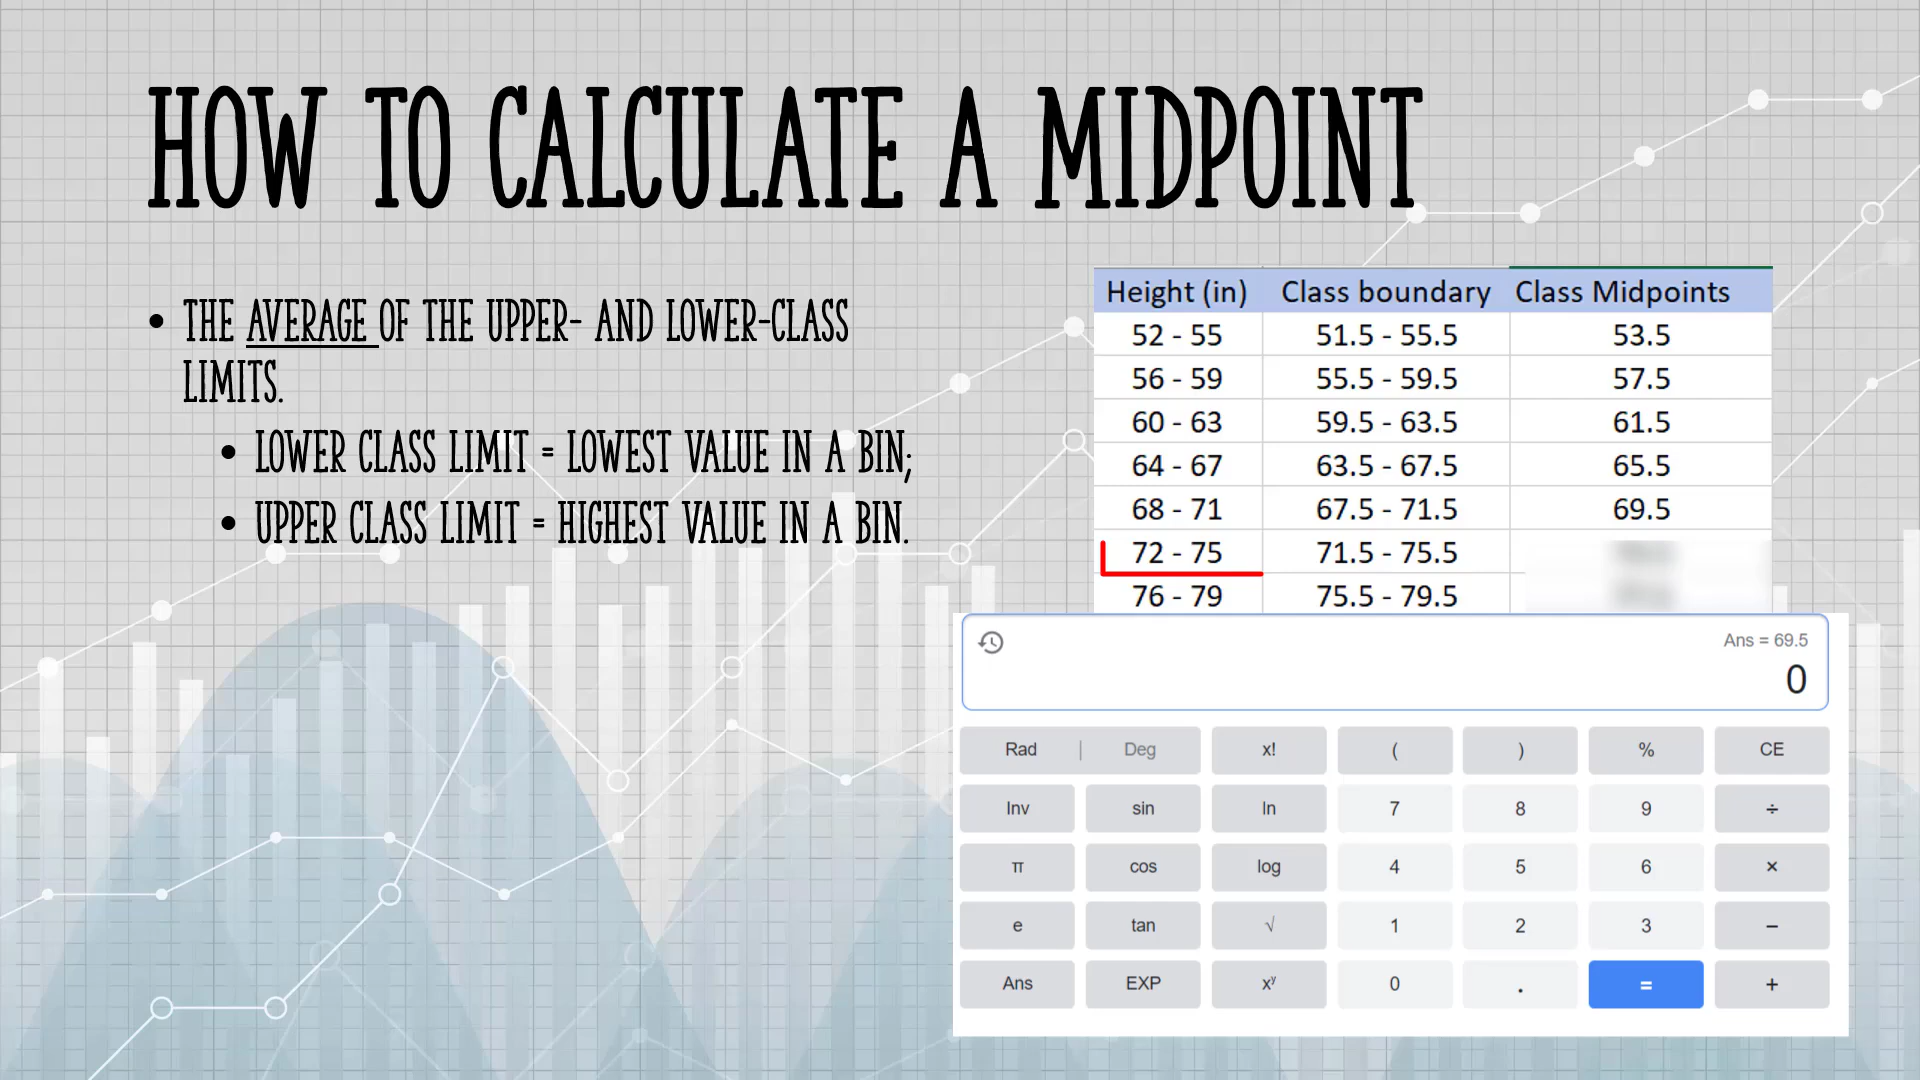 HOW TO CALCULATE A MIDPOINT
• THE AVERAGE OF THE UPPER- AND LOWER-CLASS
LIMITS.
• LOWER CLASS LIMIT = LOWEST VALUE IN A BIN;
• UPPER CLASS LIMIT = HIGHEST VALUE IN A BIN.
Height (in) Class boundary Class Midpoints
52 - 55 51.5 - 55.5 53.5
56 - 59 55.5 - 59.5 57.5
60 - 63 59.5 - 63.5 61.5
64 - 67 63.5 - 67.5 65.5
68 - 71 67.5 - 71.5 69.5
72 - 75 71.5 - 75.5
76 - 79 75.5 - 79.5
Ans = 69.5
0
Rad | Deg x! ( ) % CE
Inv sin ln 7 8 9 ÷
π cos log 4 5 6 ×
e tan √ 1 2 3 −
Ans EXP xʸ 0 . = +